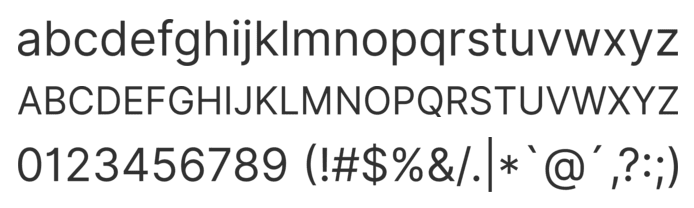 abcdefghijklmnopqrstuvwxyz
ABCDEFGHIJKLMNOPQRSTUVWXYZ
0123456789 (!#$%&/.|*`@´,?:;)